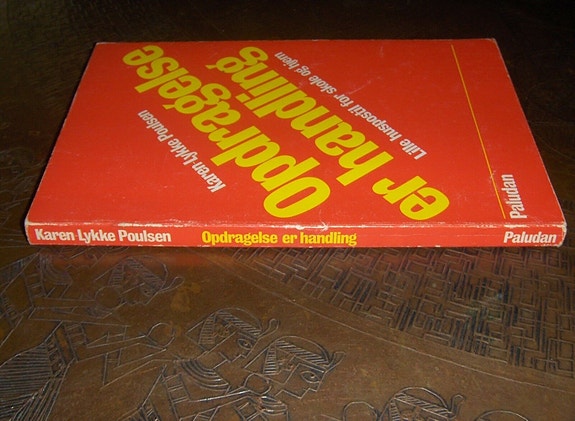 Karen Lykke Poulsen
Opdragelse
er handling
Lille huspostil for skole og hjem
Paludan
Karen Lykke Poulsen Opdragelse er handling Paludan